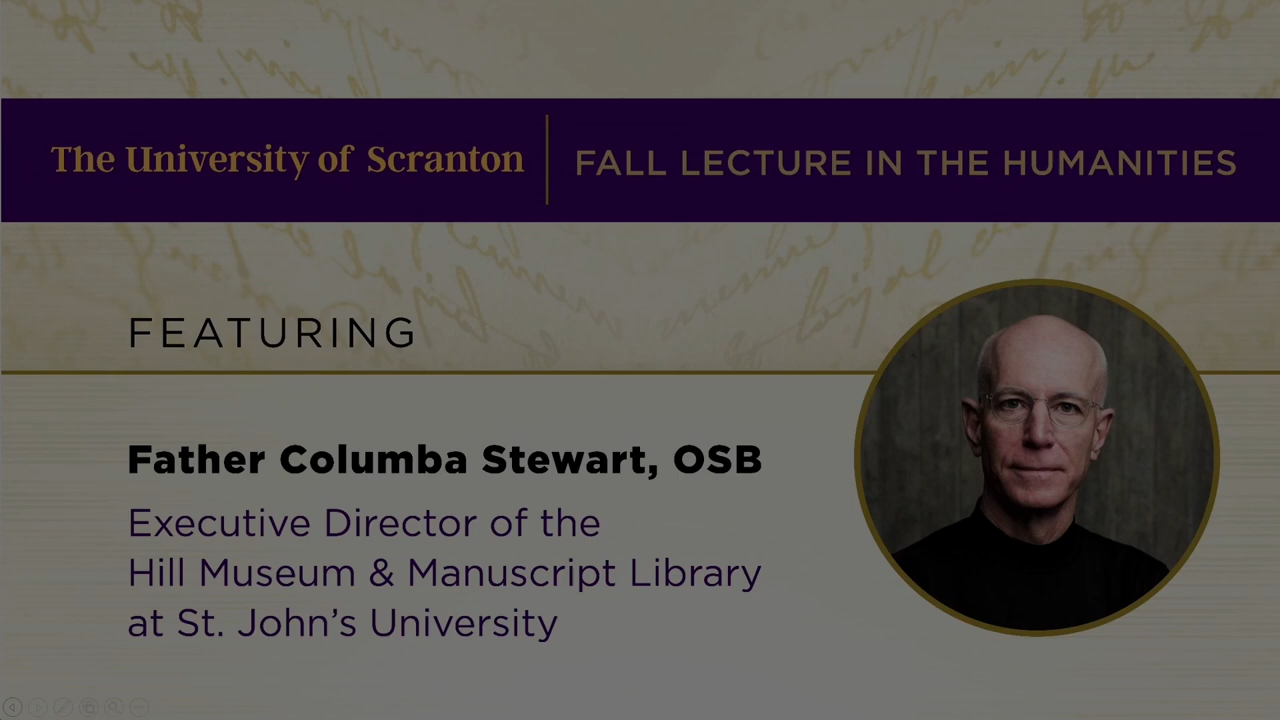 The University of Scranton
FALL LECTURE IN THE HUMANITIES
FEATURING
Father Columba Stewart, OSB
Executive Director of the
Hill Museum & Manuscript Library
at St. John's University